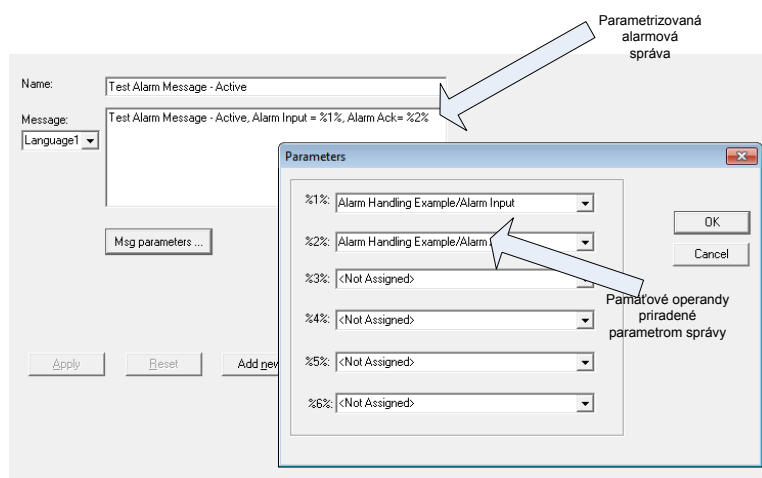 Parametrizovaná
alarmová
správa
Name:
Test Alarm Message - Active
Message:
Language1
Test Alarm Message - Active, Alarm Input = %1%, Alarm Ack= %2%
Msg parameters ...
Apply
Reset
Add new
Parameters
%1%: Alarm Handling Example/Alarm Input
%2%: Alarm Handling Example/Alarm
%3%: <Not Assigned>
%4%: <Not Assigned>
%5%: <Not Assigned>
%6%: <Not Assigned>
OK
Cancel
Pamäťové operandy
priradené
parametrom správy